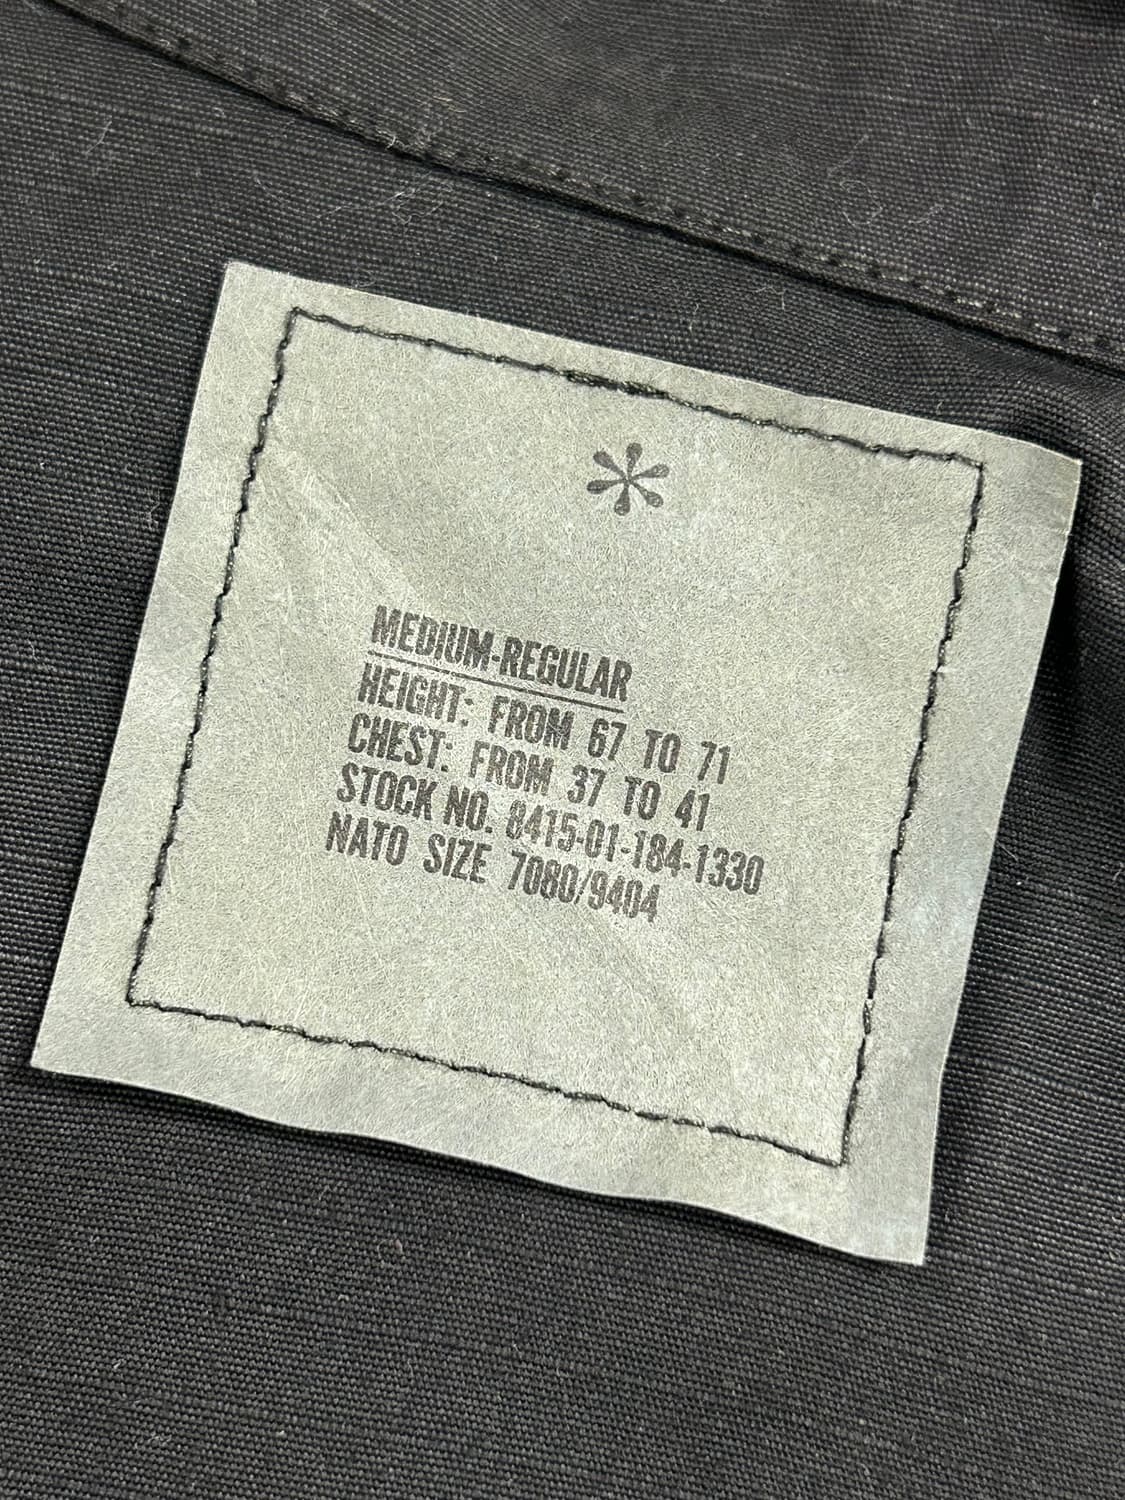 *
MEDIUM-REGULAR
HEIGHT: FROM 67 TO 71
CHEST: FROM 37 TO 41
STOCK NO. 8415-01-184-1330
NATO SIZE 7080/9404